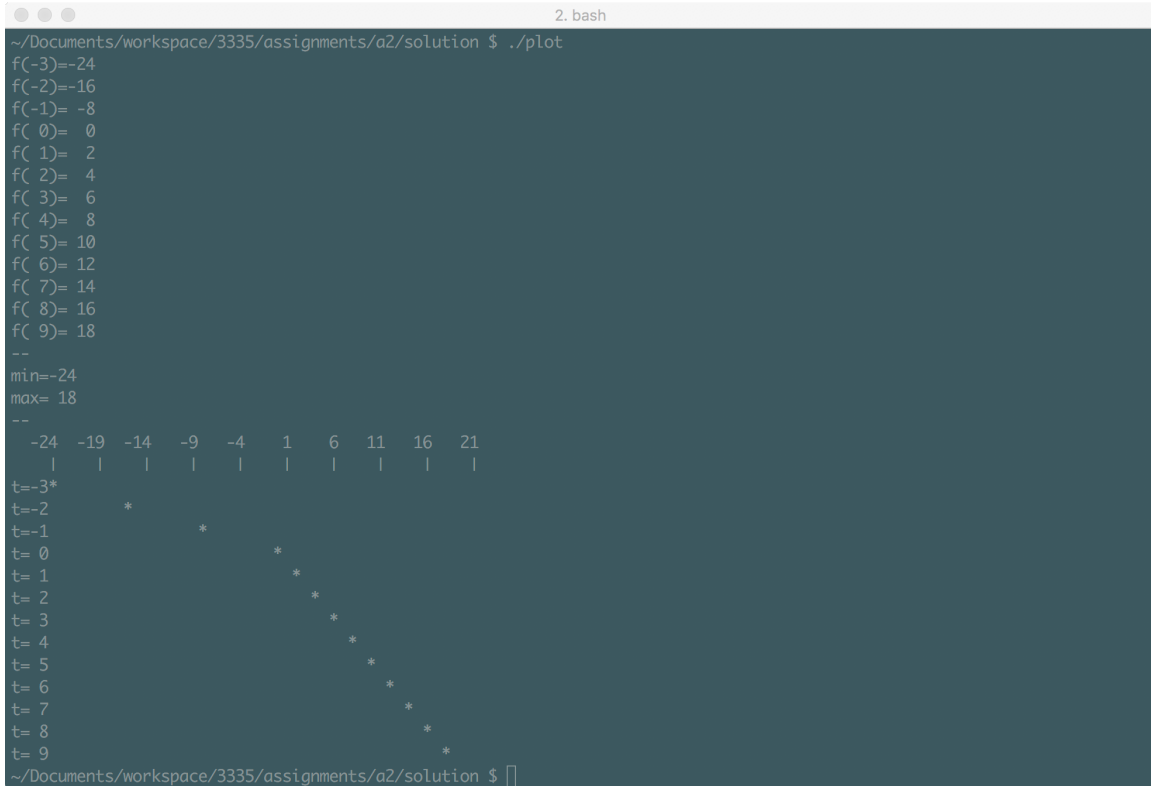 2. bash
~/Documents/workspace/3335/assignments/a2/solution $ ./plot
f(-3)=-24
f(-2)=-16
f(-1)= -8
f( 0)=  0
f( 1)=  2
f( 2)=  4
f( 3)=  6
f( 4)=  8
f( 5)= 10
f( 6)= 12
f( 7)= 14
f( 8)= 16
f( 9)= 18
--
min=-24
max= 18
--
  -24  -19  -14   -9   -4    1    6   11   16   21
    |    |    |    |    |    |    |    |    |    |
t=-3*
t=-2        *
t=-1                *
t= 0                        *
t= 1                          *
t= 2                            *
t= 3                              *
t= 4                                *
t= 5                                  *
t= 6                                    *
t= 7                                      *
t= 8                                        *
t= 9                                          *
~/Documents/workspace/3335/assignments/a2/solution $